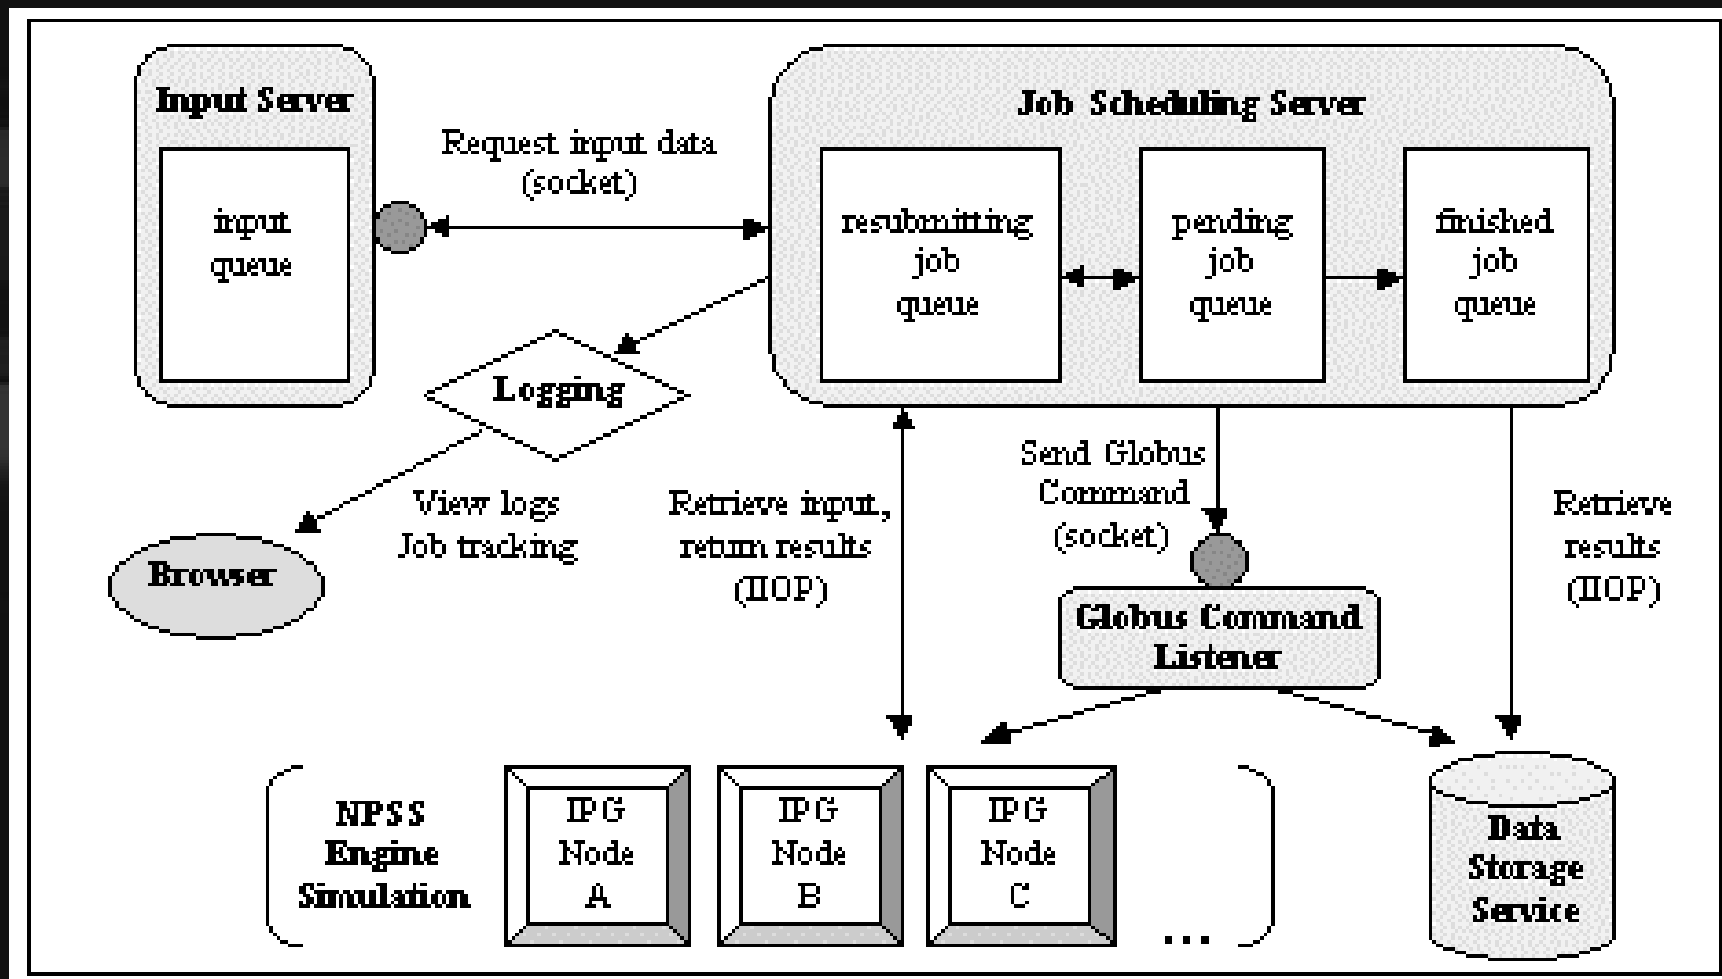 Input Server
input
queue
Request input data
(socket)
Job Scheduling Server
resubmitting
job
queue
pending
job
queue
finished
job
queue
Logging
View logs
Job tracking
Browser
Retrieve input,
return results
(IIOP)
Send Globus
Command
(socket)
Retrieve
results
(IIOP)
Globus Command
Listener
NPSS
Engine
Simulation
IPG
Node
A
IPG
Node
B
IPG
Node
C
...
Data
Storage
Service